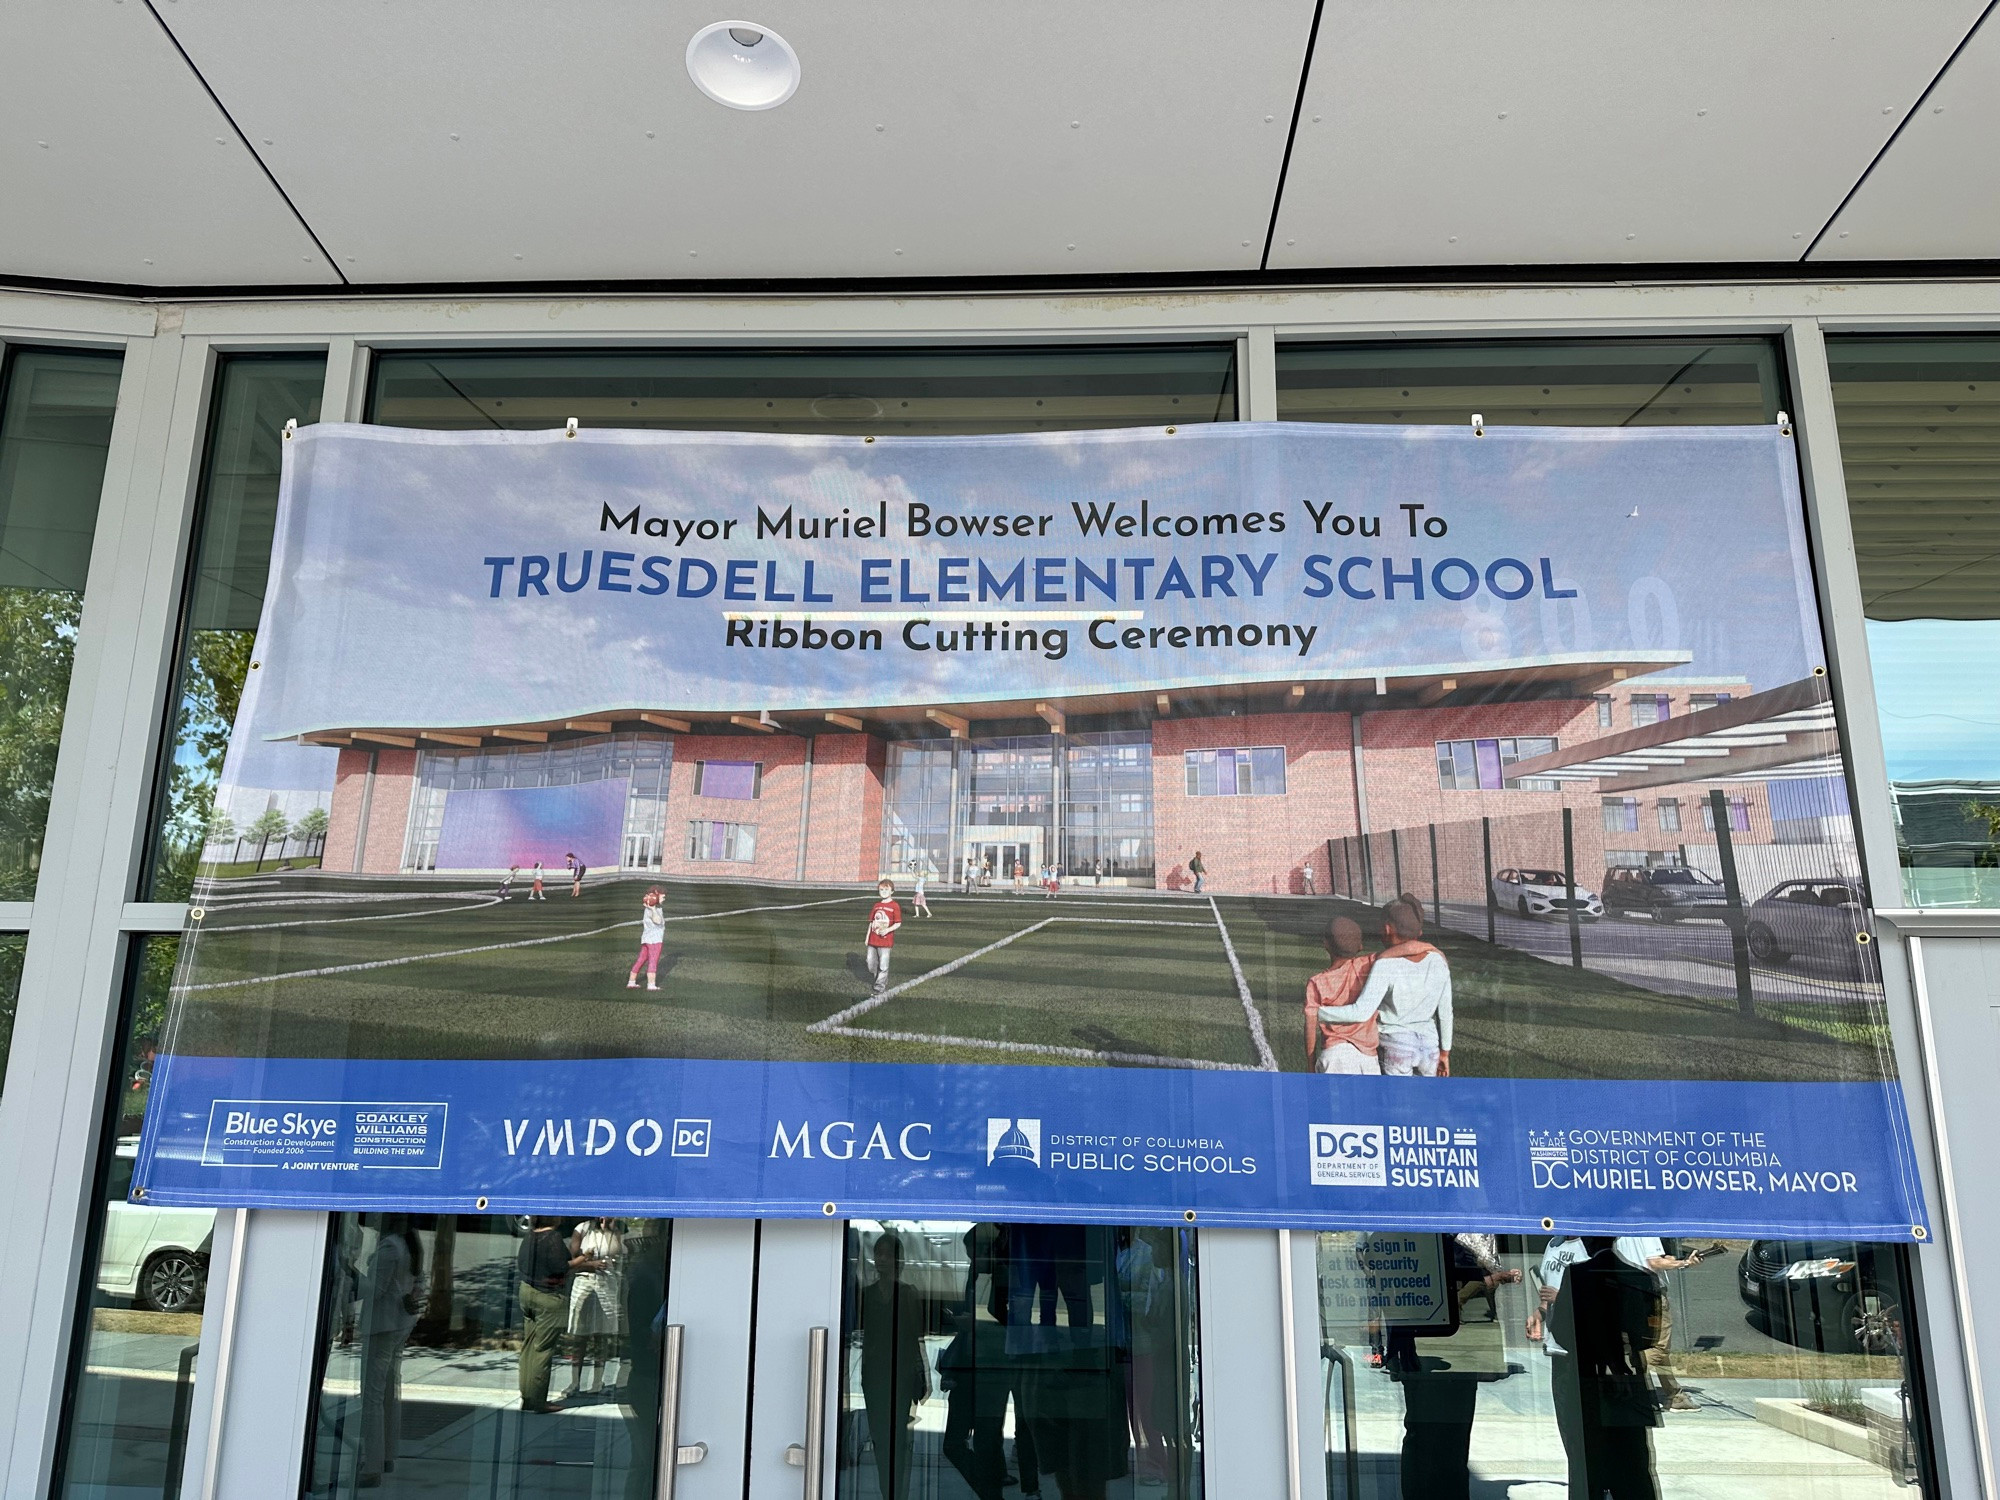 Mayor Muriel Bowser Welcomes You To
TRUESDELL ELEMENTARY SCHOOL
800
Ribbon Cutting Ceremony
Blue Skye
Construction & Development
Founded 2006
COAKLEY
WILLIAMS
CONSTRUCTION
BUILDING THE DMV
A JOINT VENTURE
VMDO DC
MGAC
DISTRICT OF COLUMBIA
PUBLIC SCHOOLS
DGS
DEPARTMENT OF
GENERAL SERVICES
BUILD
MAINTAIN
SUSTAIN
WE ARE
WASHINGTON
DC
GOVERNMENT OF THE
DISTRICT OF COLUMBIA
MURIEL BOWSER, MAYOR
Please sign in
at the security
desk and proceed
to the main office.